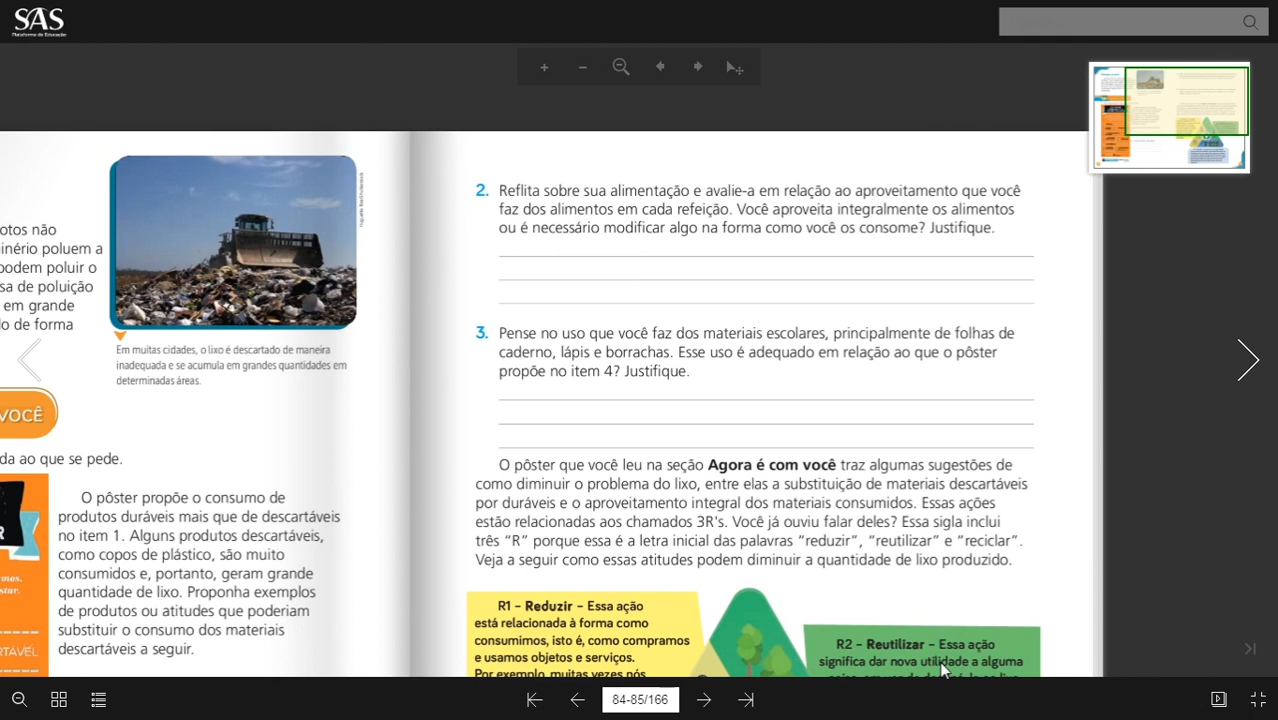 SAS
Plataforma de Educação
otos não
inério poluem a
podem poluir o
sa de poluição
em grande
lo de forma
Em muitas cidades, o lixo é descartado de maneira
inadequada e se acumula em grandes quantidades em
determinadas áreas.
VOCÊ
da ao que se pede.
O pôster propõe o consumo de
produtos duráveis mais que de descartáveis
no item 1. Alguns produtos descartáveis,
como copos de plástico, são muito
consumidos e, portanto, geram grande
quantidade de lixo. Proponha exemplos
de produtos ou atitudes que poderiam
substituir o consumo dos materiais
descartáveis a seguir.
R
mos.
star.
RTÁVEL
2. Reflita sobre sua alimentação e avalie-a em relação ao aproveitamento que você
faz dos alimentos em cada refeição. Você aproveita integralmente os alimentos
ou é necessário modificar algo na forma como você os consome? Justifique.
3. Pense no uso que você faz dos materiais escolares, principalmente de folhas de
caderno, lápis e borrachas. Esse uso é adequado em relação ao que o pôster
propõe no item 4? Justifique.
O pôster que você leu na seção Agora é com você traz algumas sugestões de
como diminuir o problema do lixo, entre elas a substituição de materiais descartáveis
por duráveis e o aproveitamento integral dos materiais consumidos. Essas ações
estão relacionadas aos chamados 3R's. Você já ouviu falar deles? Essa sigla inclui
três “R” porque essa é a letra inicial das palavras “reduzir”, “reutilizar” e “reciclar”.
Veja a seguir como essas atitudes podem diminuir a quantidade de lixo produzido.
R1 – Reduzir – Essa ação
está relacionada à forma como
consumimos, isto é, como compramos
e usamos objetos e serviços.
Por exemplo, muitas vezes nós
R2 – Reutilizar – Essa ação
significa dar nova utilidade a alguma
84-85/166